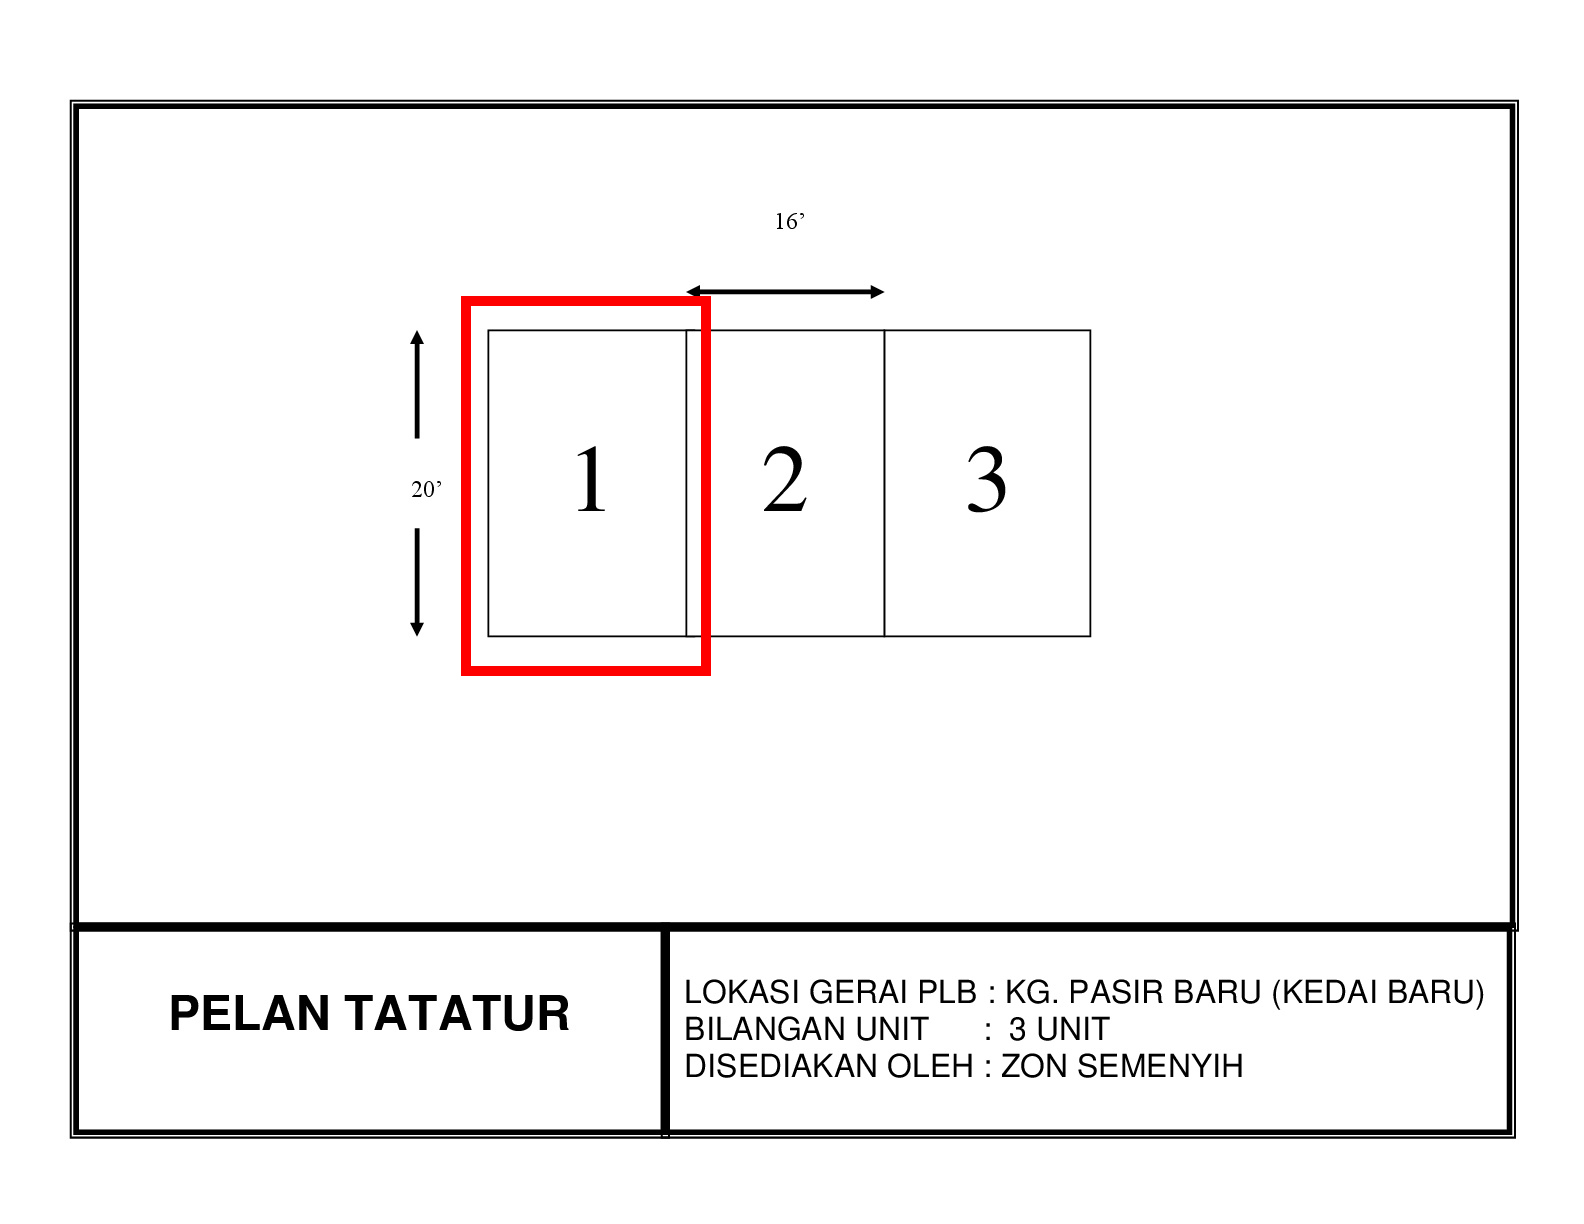 16’
20’
1 2 3
PELAN TATATUR
LOKASI GERAI PLB : KG. PASIR BARU (KEDAI BARU)
BILANGAN UNIT : 3 UNIT
DISEDIAKAN OLEH : ZON SEMENYIH